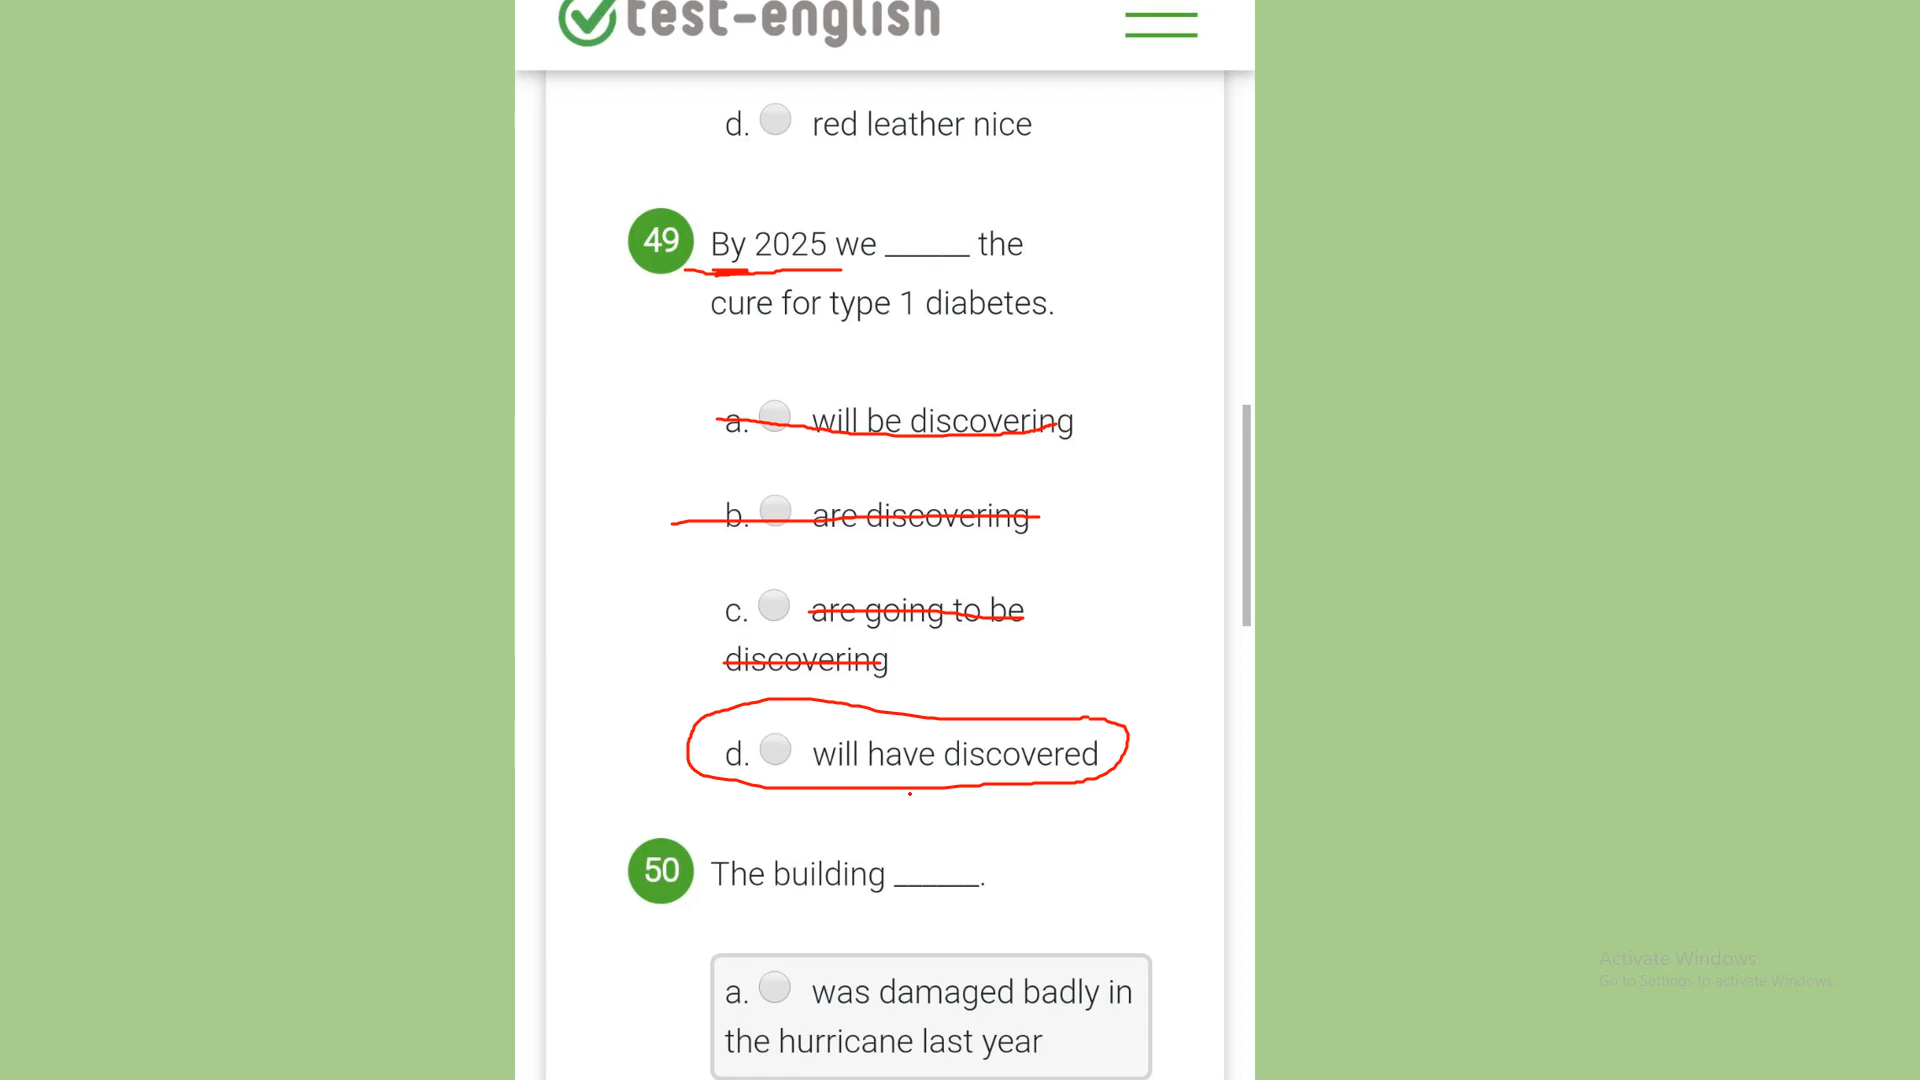 test-english
d. red leather nice
49 By 2025 we ______ the
cure for type 1 diabetes.
a. will be discovering
b. are discovering
c. are going to be
discovering
d. will have discovered
50 The building ______.
a. was damaged badly in
the hurricane last year
Activate Windows
Go to Settings to activate Windows.